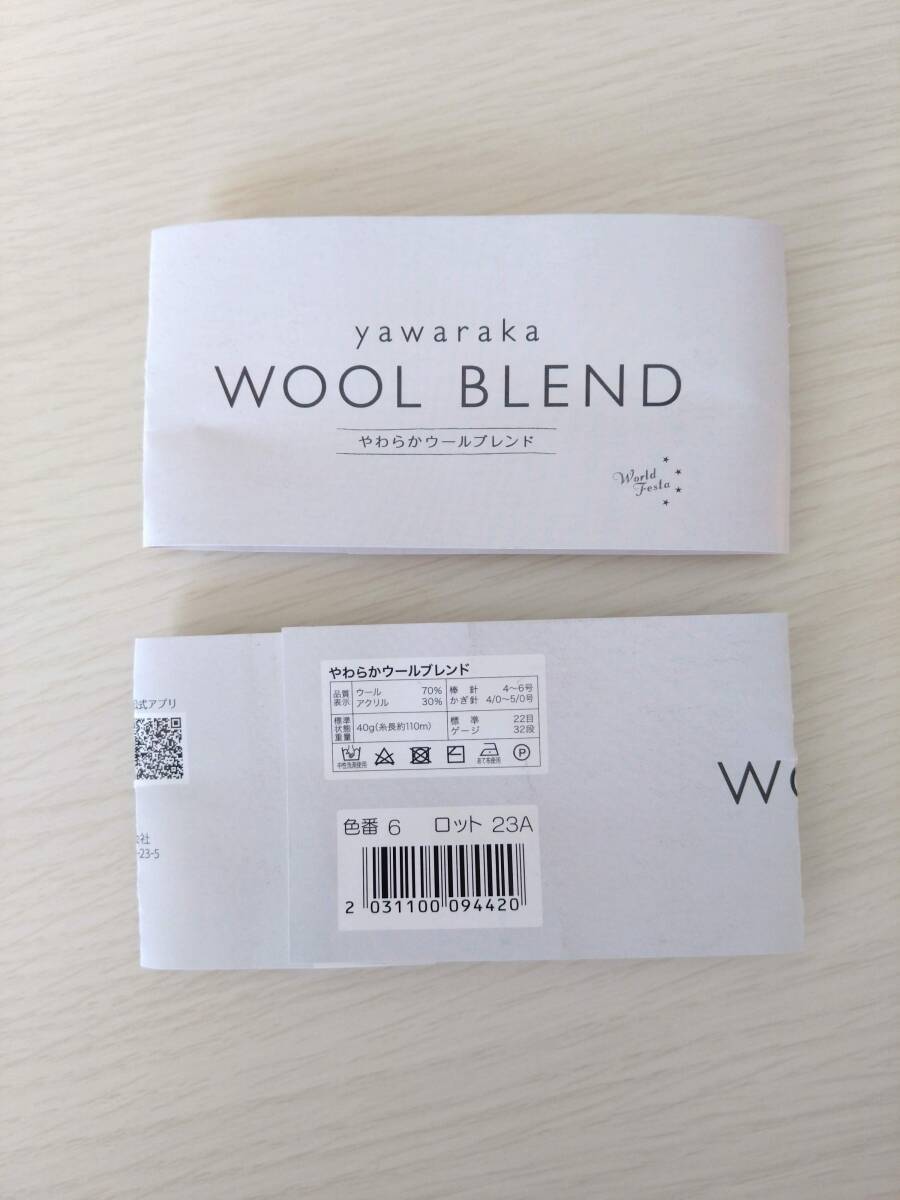 yawaraka
WOOL BLEND
やわらかウールブレンド
World
Festa
式アプリ
社
-23-5
やわらかウールブレンド
品質 ウール 70% 棒針 4〜6号
表示 アクリル 30% かぎ針 4/0〜5/0号
標準
状態 40g(糸長約110m) 標準 22目
重量 ゲージ 32段
中性洗剤使用 あて布使用 P
色番 6 ロット 23A
2 031100 094420
WO